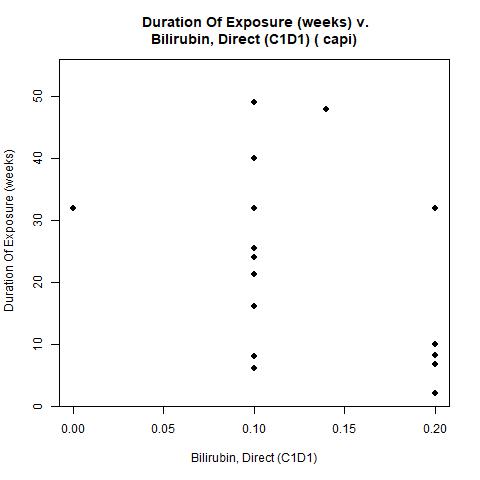 Duration Of Exposure (weeks) v.
Bilirubin, Direct (C1D1) ( capi)
Duration Of Exposure (weeks)
50
40
30
20
10
0
0.00 0.05 0.10 0.15 0.20
Bilirubin, Direct (C1D1)